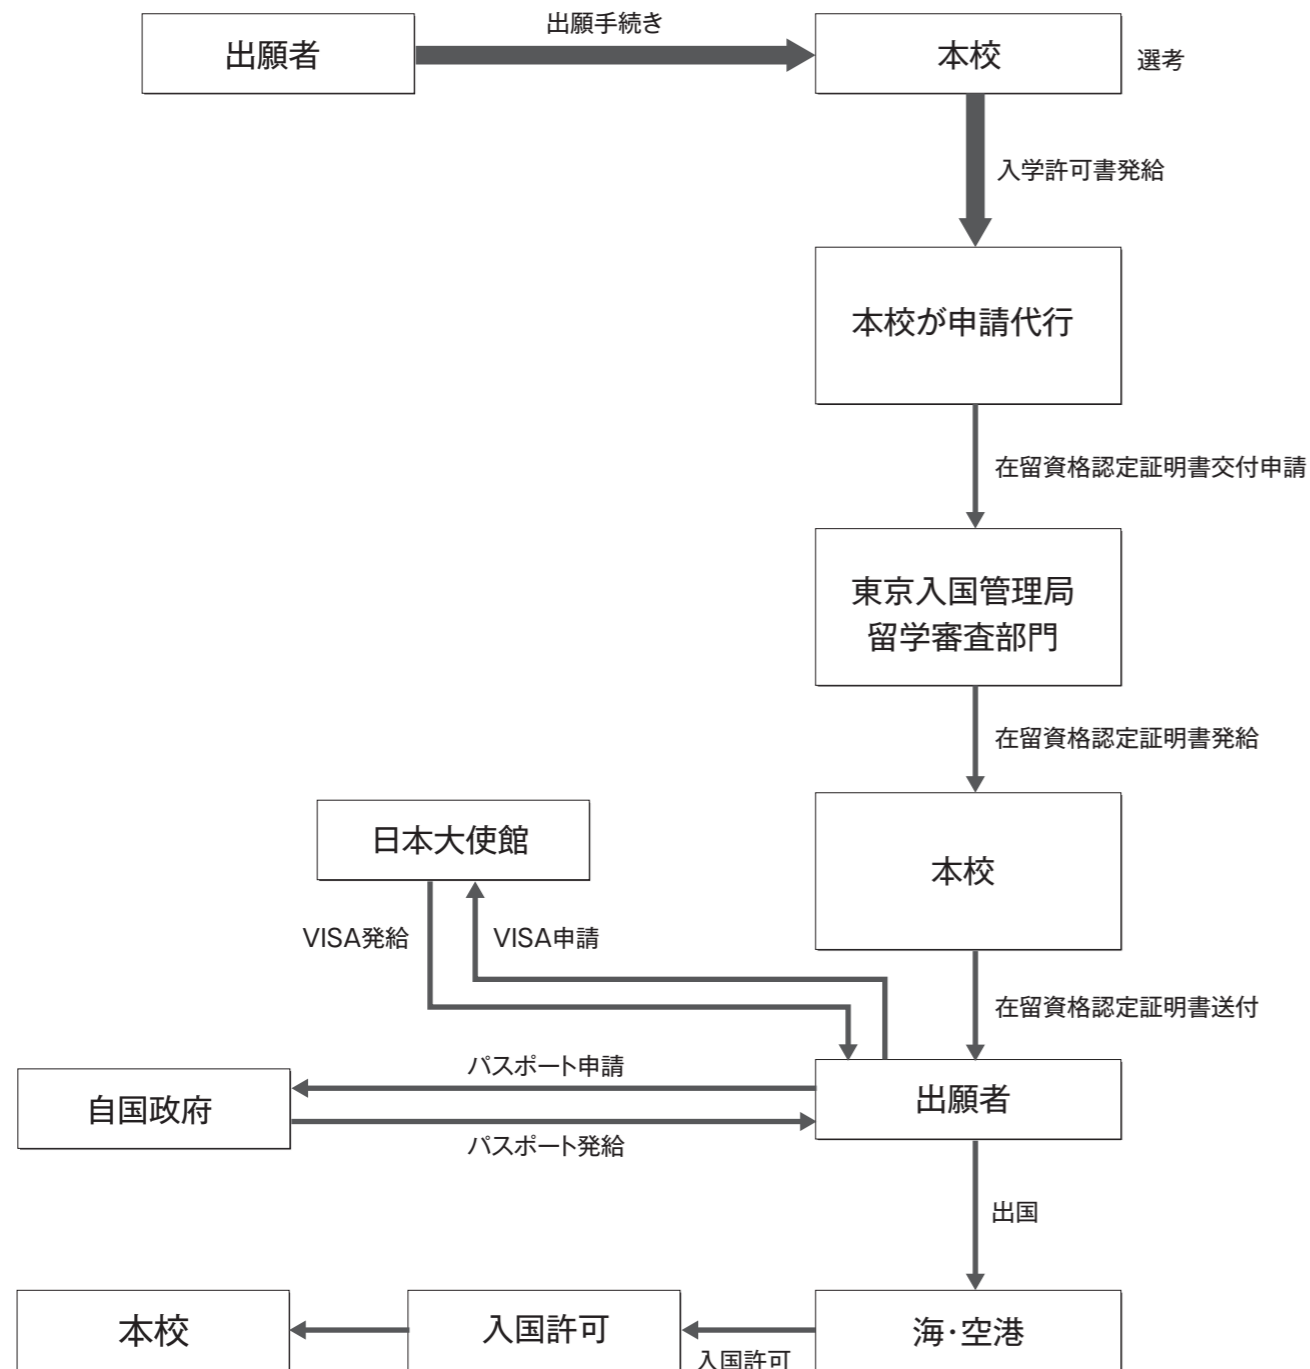 出願者
出願手続き
本校
選考
入学許可書発給
本校が申請代行
在留資格認定証明書交付申請
東京入国管理局
留学審査部門
在留資格認定証明書発給
日本大使館
本校
VISA発給
VISA申請
在留資格認定証明書送付
パスポート申請
自国政府
出願者
パスポート発給
出国
本校
入国許可
海・空港
入国許可